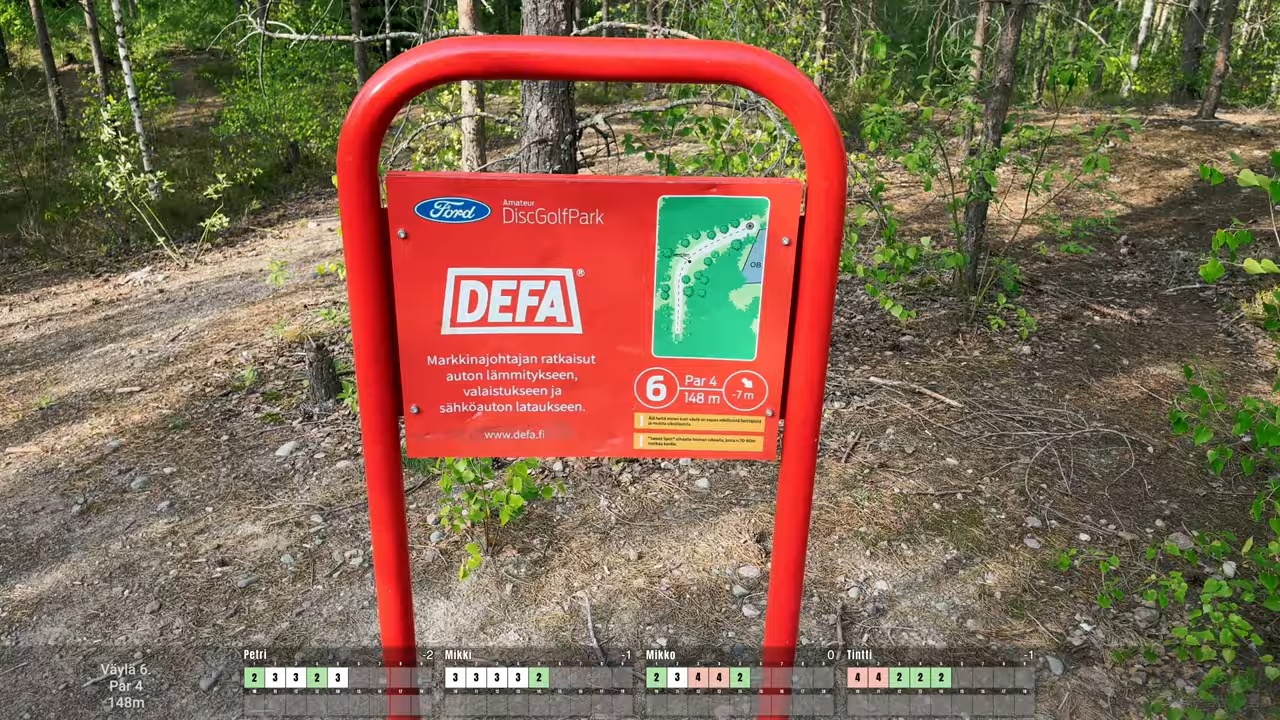 Ford
Amateur
DiscGolfPark
DEFA®
Markkinajohtajan ratkaisut
auton lämmitykseen,
valaistukseen ja
sähköauton lataukseen.
www.defa.fi
OB
6
Par 4
148 m
-7 m
Väylä 6
Par 4
148m
Petri -2
2 3 3 2 3
Mikki -1
3 3 3 3 2
Mikko 0
2 3 4 4 2
Tintti -1
4 4 2 2 2